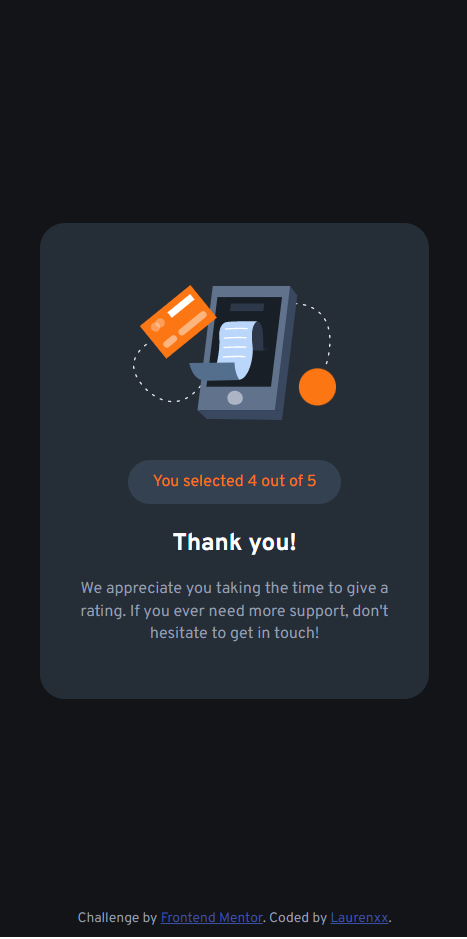 You selected 4 out of 5
Thank you!
We appreciate you taking the time to give a
rating. If you ever need more support, don't
hesitate to get in touch!
Challenge by Frontend Mentor. Coded by Laurenxx.